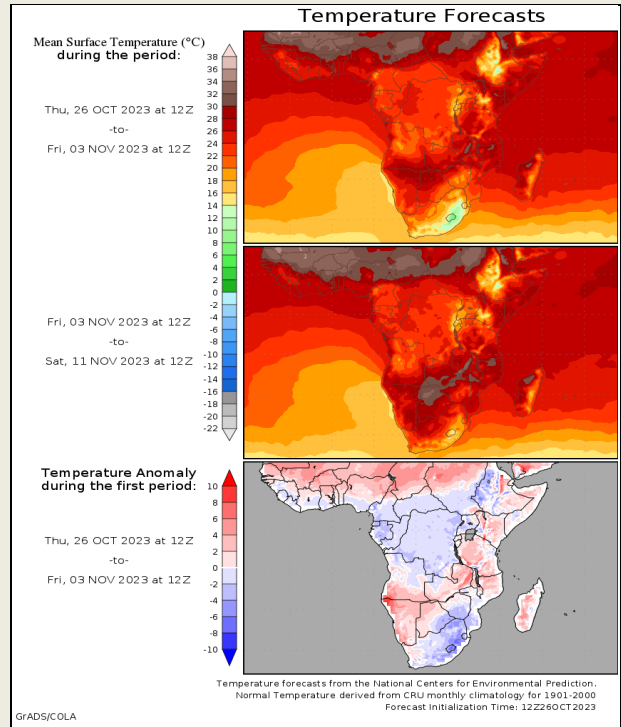 Temperature Forecasts
Mean Surface Temperature (°C)
during the period:
Thu, 26 OCT 2023 at 12Z
-to-
Fri, 03 NOV 2023 at 12Z
38
36
34
32
30
28
26
24
22
20
18
16
14
12
10
8
6
4
2
0
-2
-4
-6
-8
-10
-12
-14
-16
-18
-20
-22
Fri, 03 NOV 2023 at 12Z
-to-
Sat, 11 NOV 2023 at 12Z
Temperature Anomaly
during the first period:
Thu, 26 OCT 2023 at 12Z
-to-
Fri, 03 NOV 2023 at 12Z
10
8
6
4
2
0
-2
-4
-6
-8
-10
Temperature forecasts from the National Centers for Environmental Prediction.
Normal Temperature derived from CRU monthly climatology for 1901-2000
Forecast Initialization Time: 12Z26OCT2023
GrADS/COLA